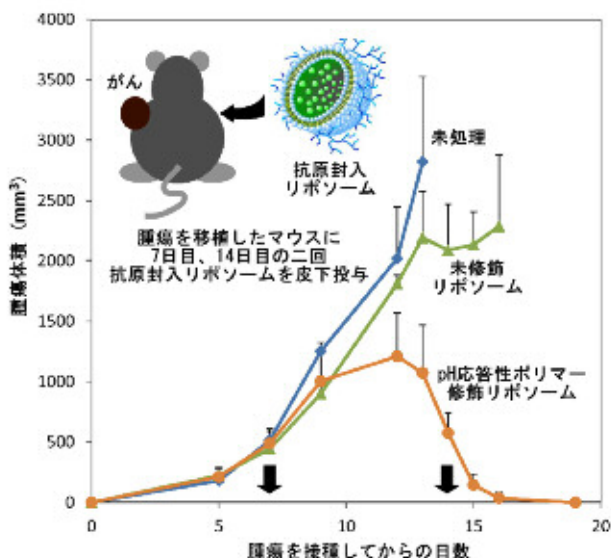 4000
3500
3000
2500
2000
1500
1000
500
0
腫瘍体積 (mm³)
がん
抗原封入
リポソーム
腫瘍を移植したマウスに
7日目、14日目の二回
抗原封入リポソームを皮下投与
未処理
未修飾
リポソーム
pH応答性ポリマー
修飾リポソーム
0 5 10 15 20
腫瘍を接種してからの日数